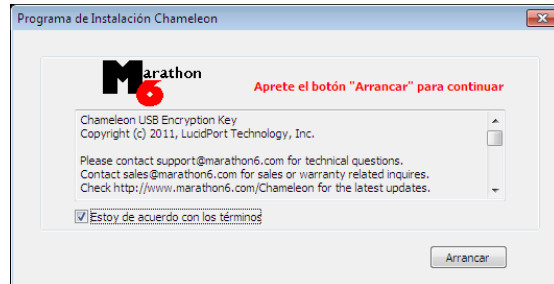 Programa de Instalación Chameleon
Marathon
6
Aprete el botón "Arrancar" para continuar
Chameleon USB Encryption Key
Copyright (c) 2011, LucidPort Technology, Inc.
Please contact support@marathon6.com for technical questions.
Contact sales@marathon6.com for sales or warranty related inquires.
Check http://www.marathon6.com/Chameleon for the latest updates.
Estoy de acuerdo con los términos
Arrancar